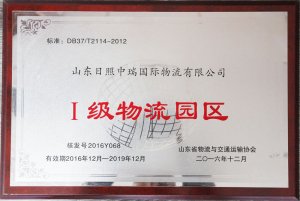 标准：DB37/T2114-2012
山东日照中瑞国际物流有限公司
I级物流园区
核发号2016Y068
有效期2016年12月—2019年12月
山东省物流与交通运输协会
二〇一六年十二月